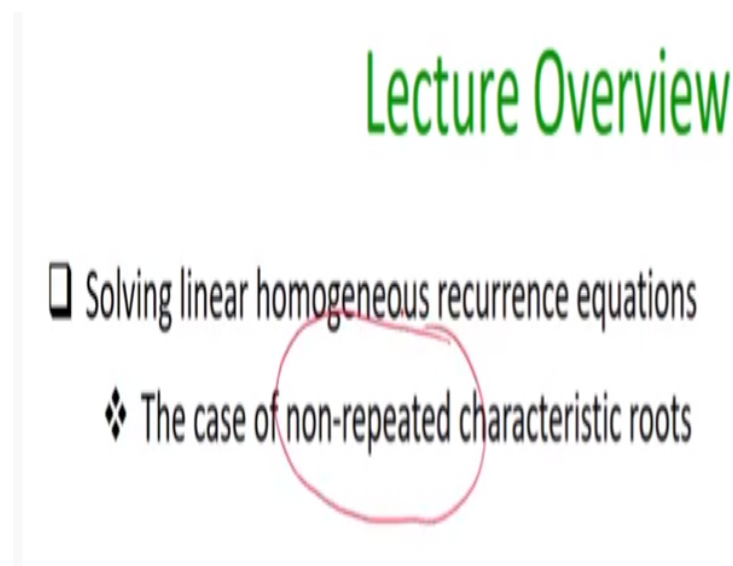 Lecture Overview
Solving linear homogeneous recurrence equations
The case of non-repeated characteristic roots